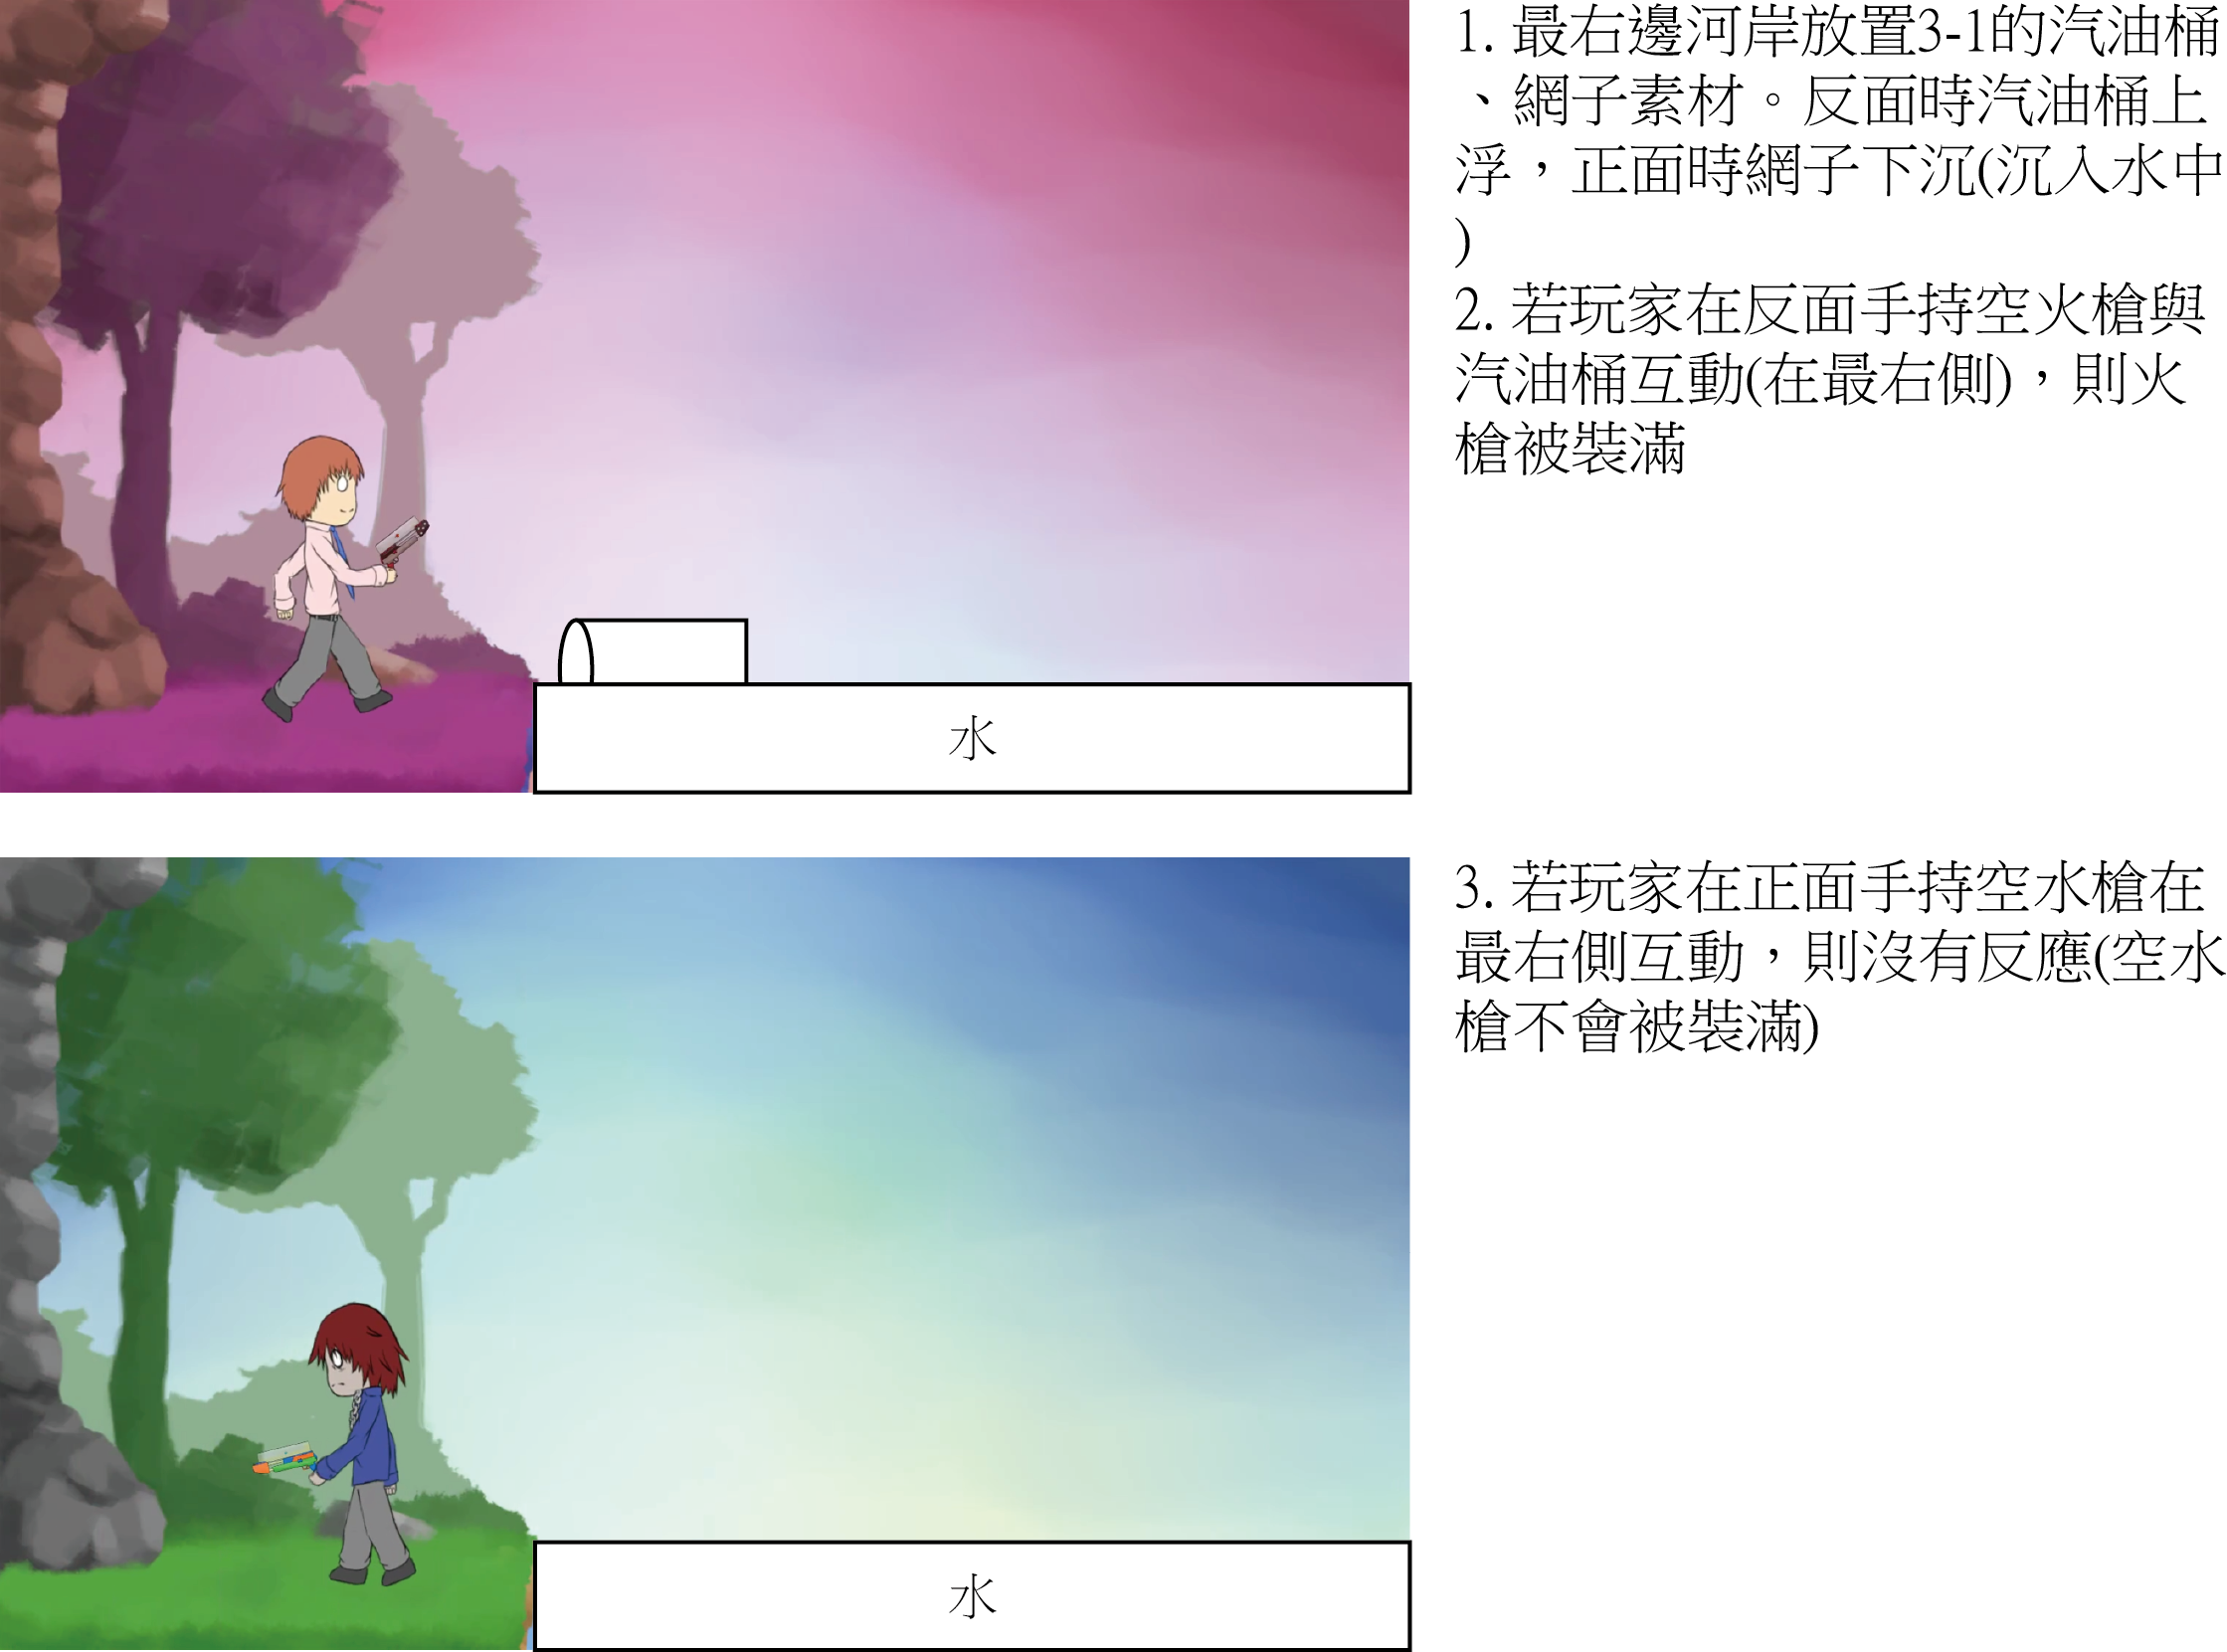 1. 最右邊河岸放置3-1的汽油桶
、網子素材。反面時汽油桶上
浮，正面時網子下沉(沉入水中
)
2. 若玩家在反面手持空火槍與
汽油桶互動(在最右側)，則火
槍被裝滿
水
3. 若玩家在正面手持空水槍在
最右側互動，則沒有反應(空水
槍不會被裝滿)
水